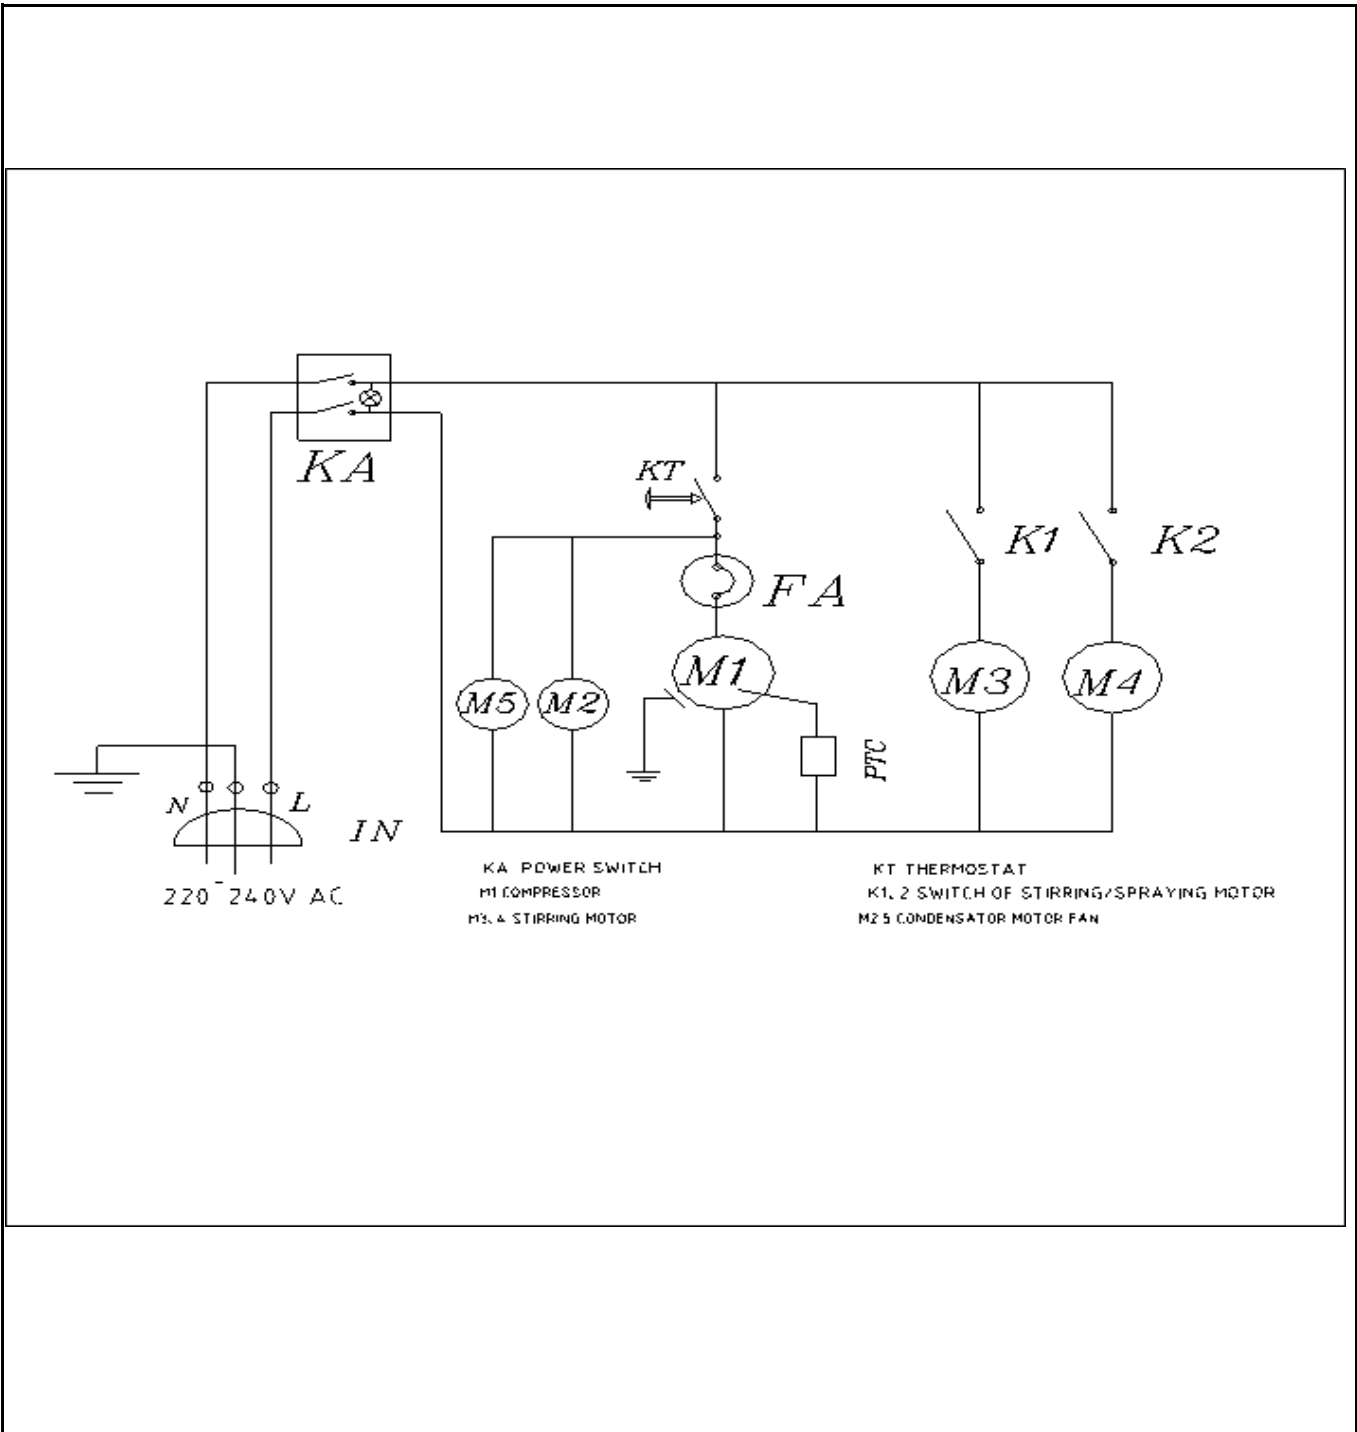 KA
KT
K1
K2
FA
M1
M3
M4
M5
M2
PTC
N
L
IN
220~240V AC
KA POWER SWITCH
KT THERMOSTAT
M1 COMPRESSOR
K1, 2 SWITCH OF STIRRING/SPRAYING MOTOR
M3, 4 STIRRING MOTOR
M2 5 CONDENSATOR MOTOR FAN